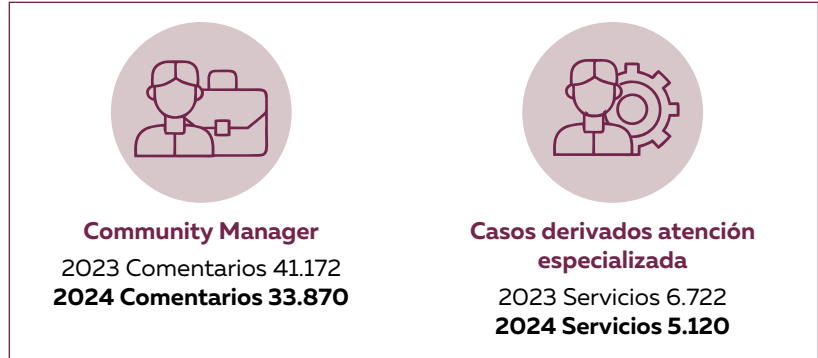 Community Manager
2023 Comentarios 41.172
2024 Comentarios 33.870
Casos derivados atención
especializada
2023 Servicios 6.722
2024 Servicios 5.120